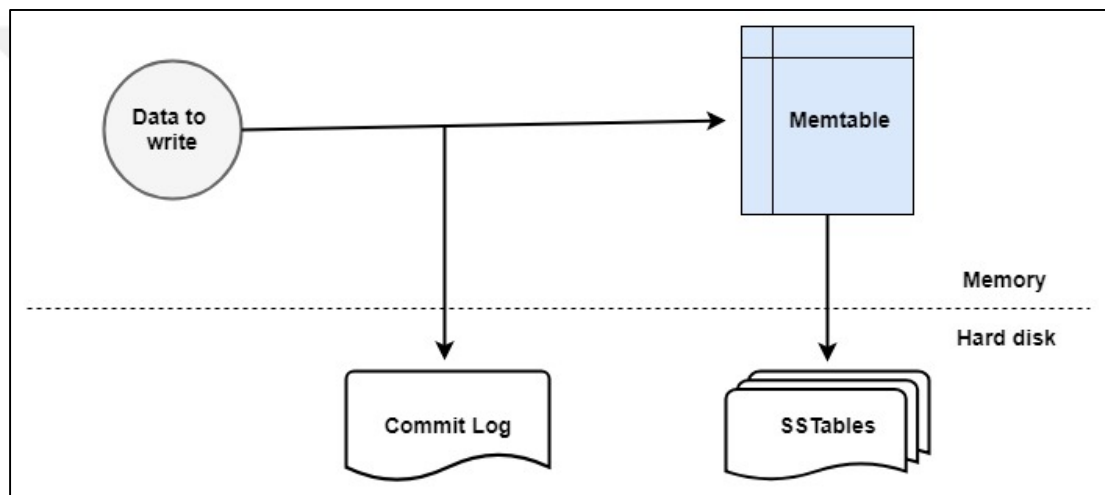 Data to
write
Memtable
Memory
Hard disk
Commit Log
SSTables